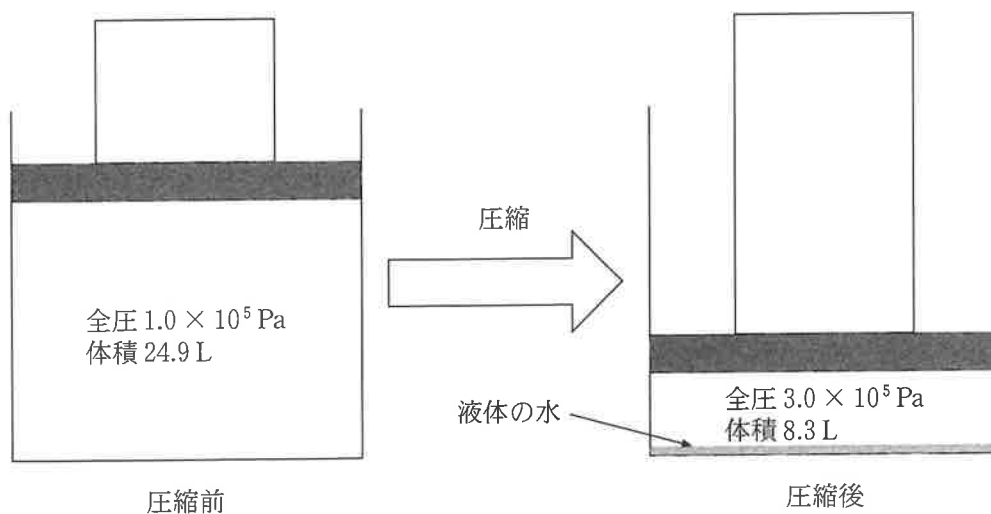 全圧 1.0 × 10⁵ Pa
体積 24.9 L
圧縮前
圧縮
液体の水
全圧 3.0 × 10⁵ Pa
体積 8.3 L
圧縮後